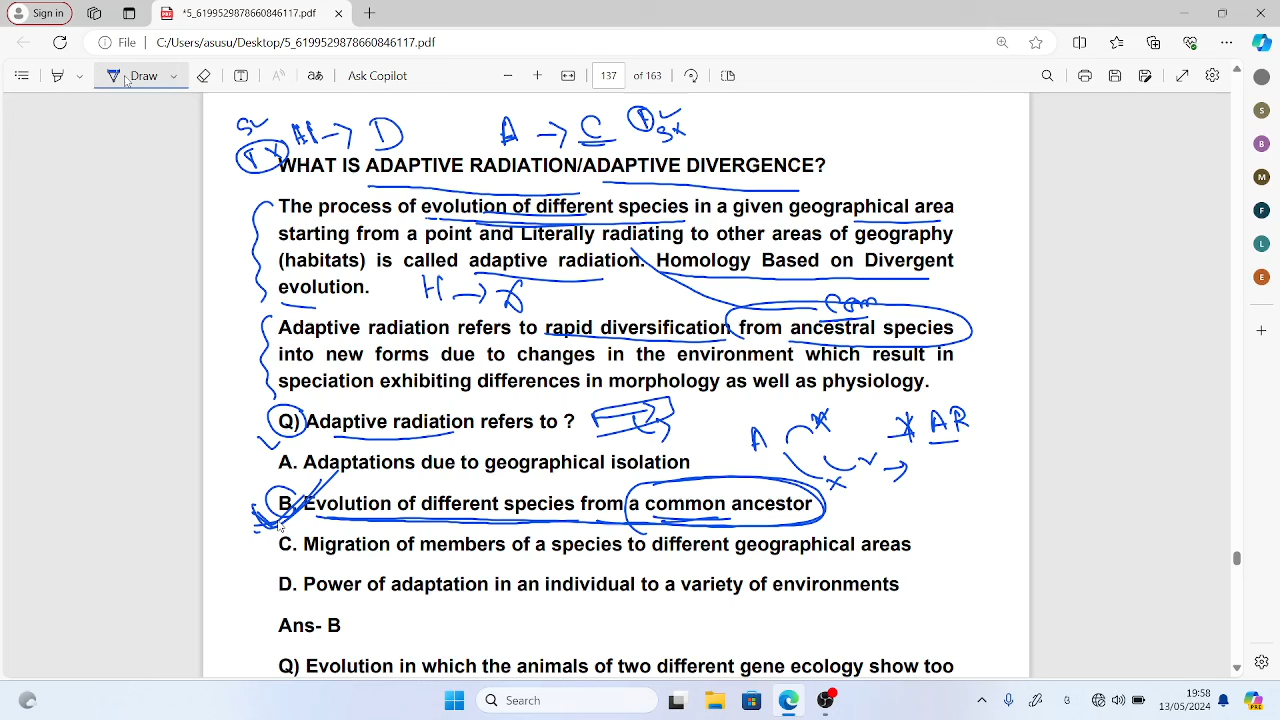 Sign in
*5_6199529878660846117.pdf
File C:/Users/asusu/Desktop/5_6199529878660846117.pdf
Draw Ask Copilot 137 of 163
S
M
F
L
E
A → C
WHAT IS ADAPTIVE RADIATION/ADAPTIVE DIVERGENCE?
The process of evolution of different species in a given geographical area
starting from a point and Literally radiating to other areas of geography
(habitats) is called adaptive radiation. Homology Based on Divergent
evolution.
Adaptive radiation refers to rapid diversification from ancestral species
into new forms due to changes in the environment which result in
speciation exhibiting differences in morphology as well as physiology.
Q) Adaptive radiation refers to ?
AR
A
A. Adaptations due to geographical isolation
B. Evolution of different species from a common ancestor
C. Migration of members of a species to different geographical areas
D. Power of adaptation in an individual to a variety of environments
Ans- B
Q) Evolution in which the animals of two different gene ecology show too
Search
19:58
13/05/2024